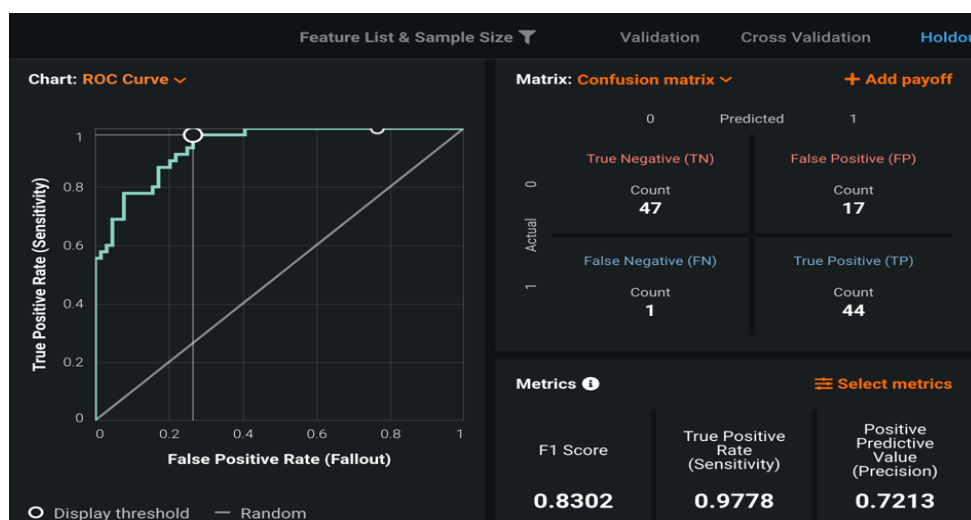 Feature List & Sample Size
Validation
Cross Validation
Chart: ROC Curve
True Positive Rate (Sensitivity)
1
0.8
0.6
0.4
0.2
0
0 0.2 0.4 0.6 0.8 1
False Positive Rate (Fallout)
Display threshold — Random
Matrix: Confusion matrix
+ Add payoff
0 Predicted 1
Actual
0
1
True Negative (TN)
Count
47
False Positive (FP)
Count
17
False Negative (FN)
Count
1
True Positive (TP)
Count
44
Metrics
Select metrics
F1 Score
0.8302
True Positive
Rate
(Sensitivity)
0.9778
Positive
Predictive
Value
(Precision)
0.7213